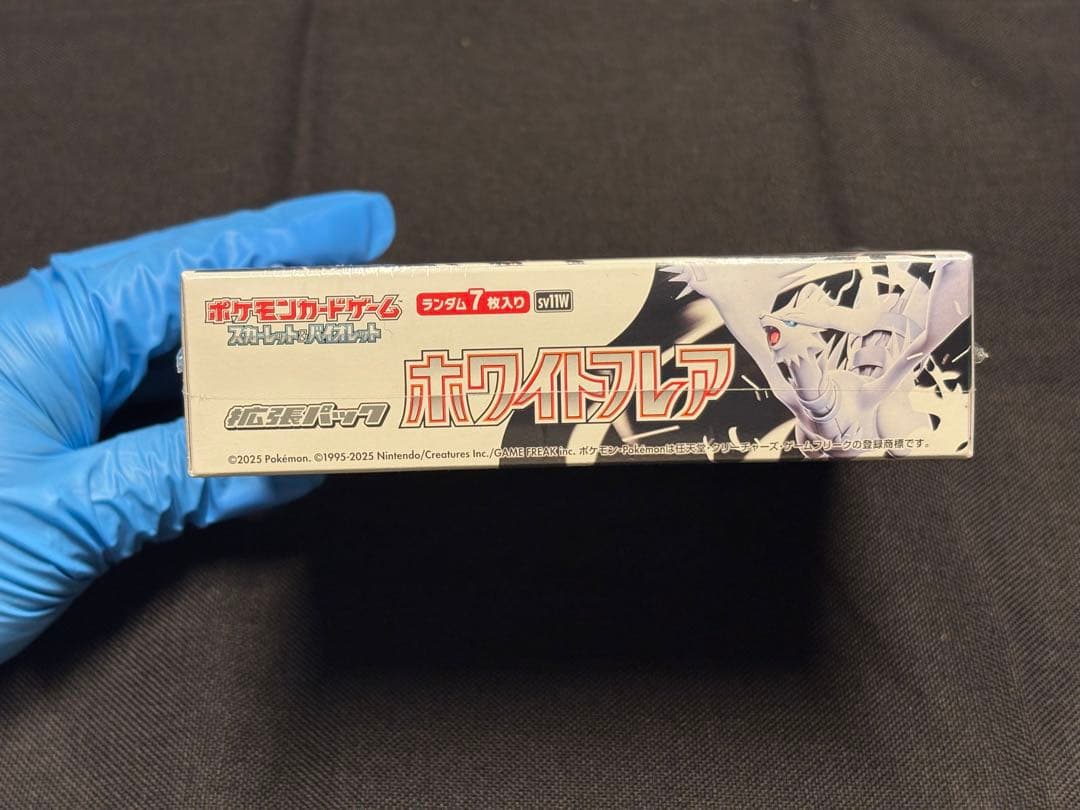 ポケモンカードゲーム
スカーレット&バイオレット
ランダム7枚入り
sv11W
拡張パック
ホワイトフレア
©2025 Pokémon. ©1995-2025 Nintendo/Creatures Inc./GAME FREAK inc. ポケモン・Pokémonは任天堂・クリーチャーズ・ゲームフリークの登録商標です。